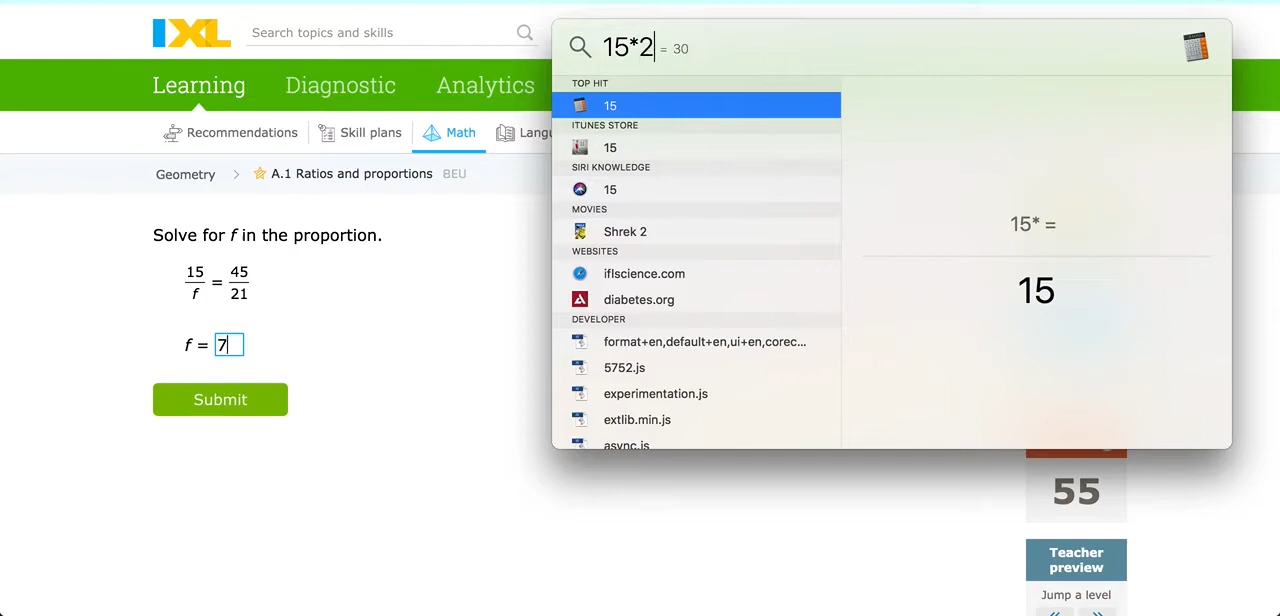 IXL
Search topics and skills
15*2 = 30
Learning
Diagnostic
Analytics
Recommendations
Skill plans
Math
Langu
Geometry
>
A.1 Ratios and proportions
BEU
Solve for f in the proportion.
15/f = 45/21
f = 7
Submit
TOP HIT
15
ITUNES STORE
15
SIRI KNOWLEDGE
15
MOVIES
Shrek 2
WEBSITES
iflscience.com
diabetes.org
DEVELOPER
format+en,default+en,ui+en,corec...
5752.js
experimentation.js
extlib.min.js
async.js
15* =
15
55
Teacher
preview
Jump a level
<< >>